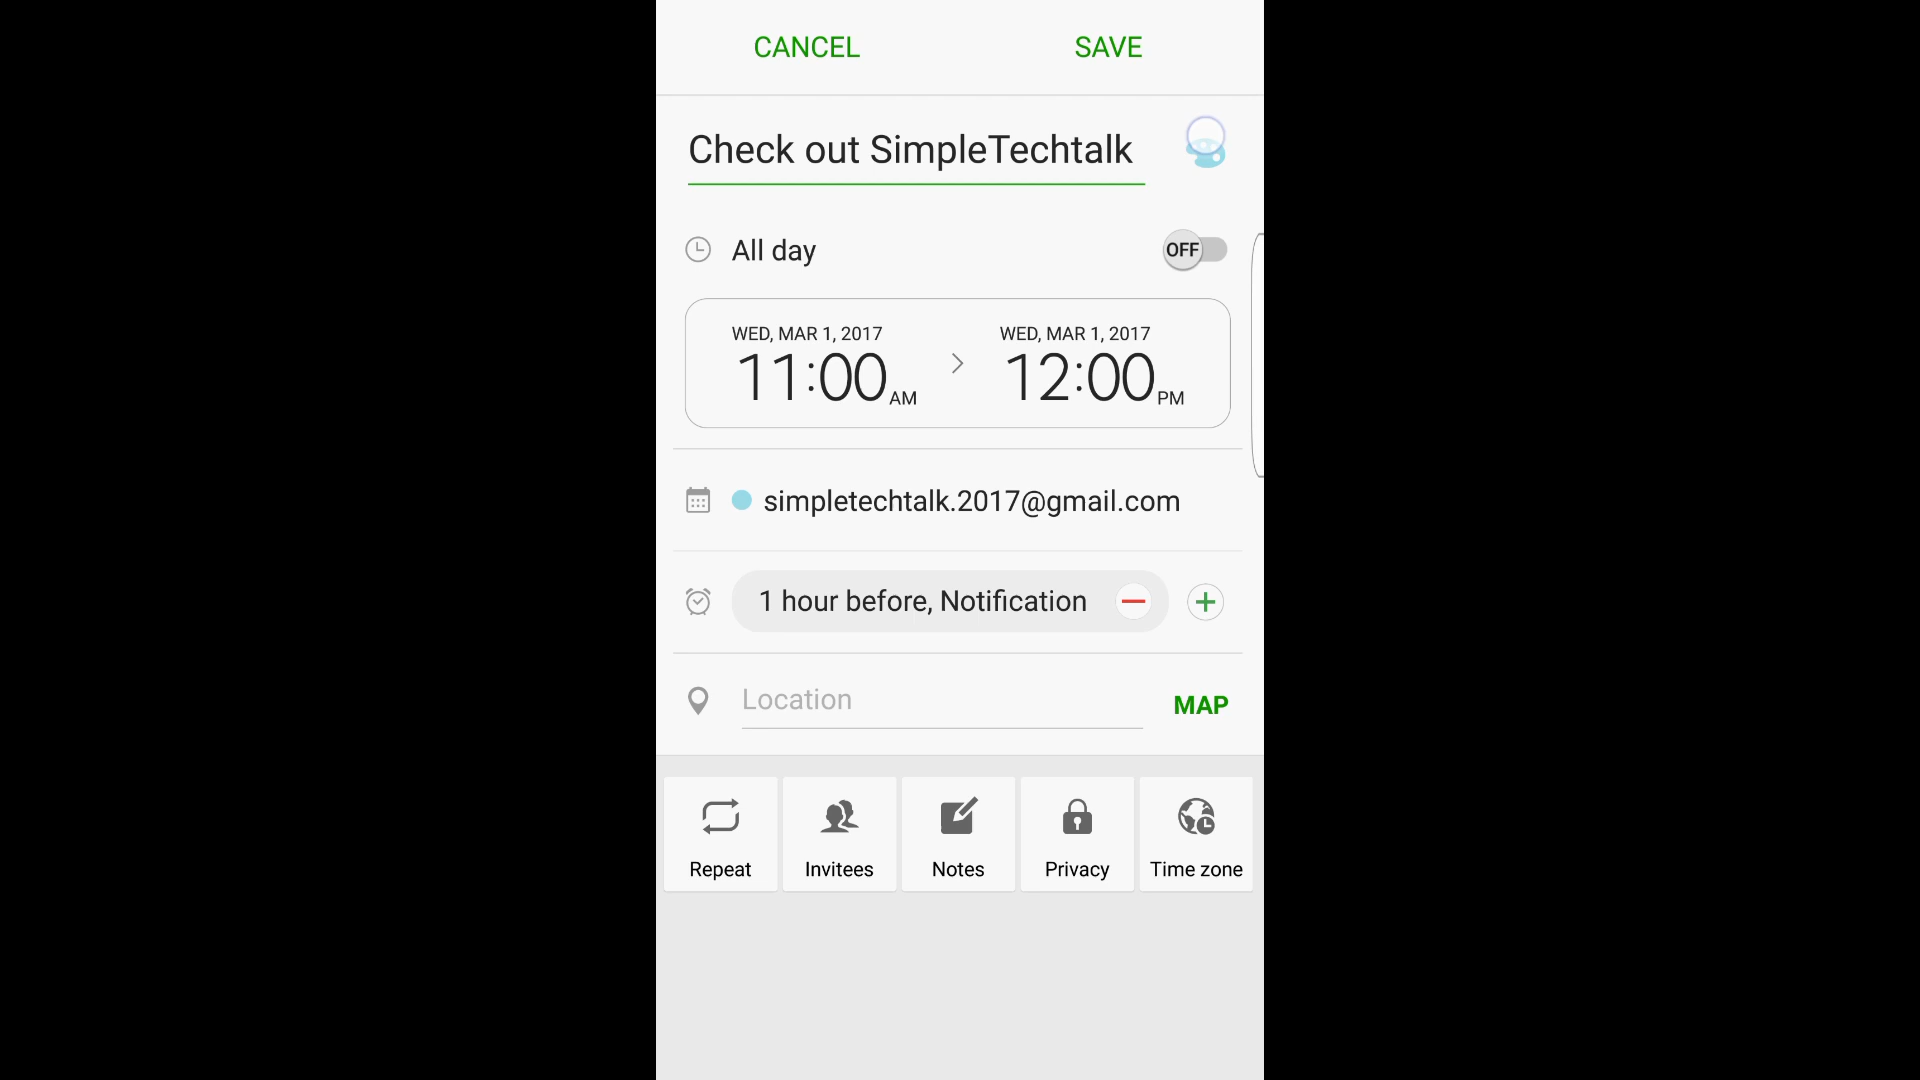 CANCEL SAVE
Check out SimpleTechtalk
All day OFF
WED, MAR 1, 2017 WED, MAR 1, 2017
11:00 AM 12:00 PM
simpletechtalk.2017@gmail.com
1 hour before, Notification
Location MAP
Repeat Invitees Notes Privacy Time zone